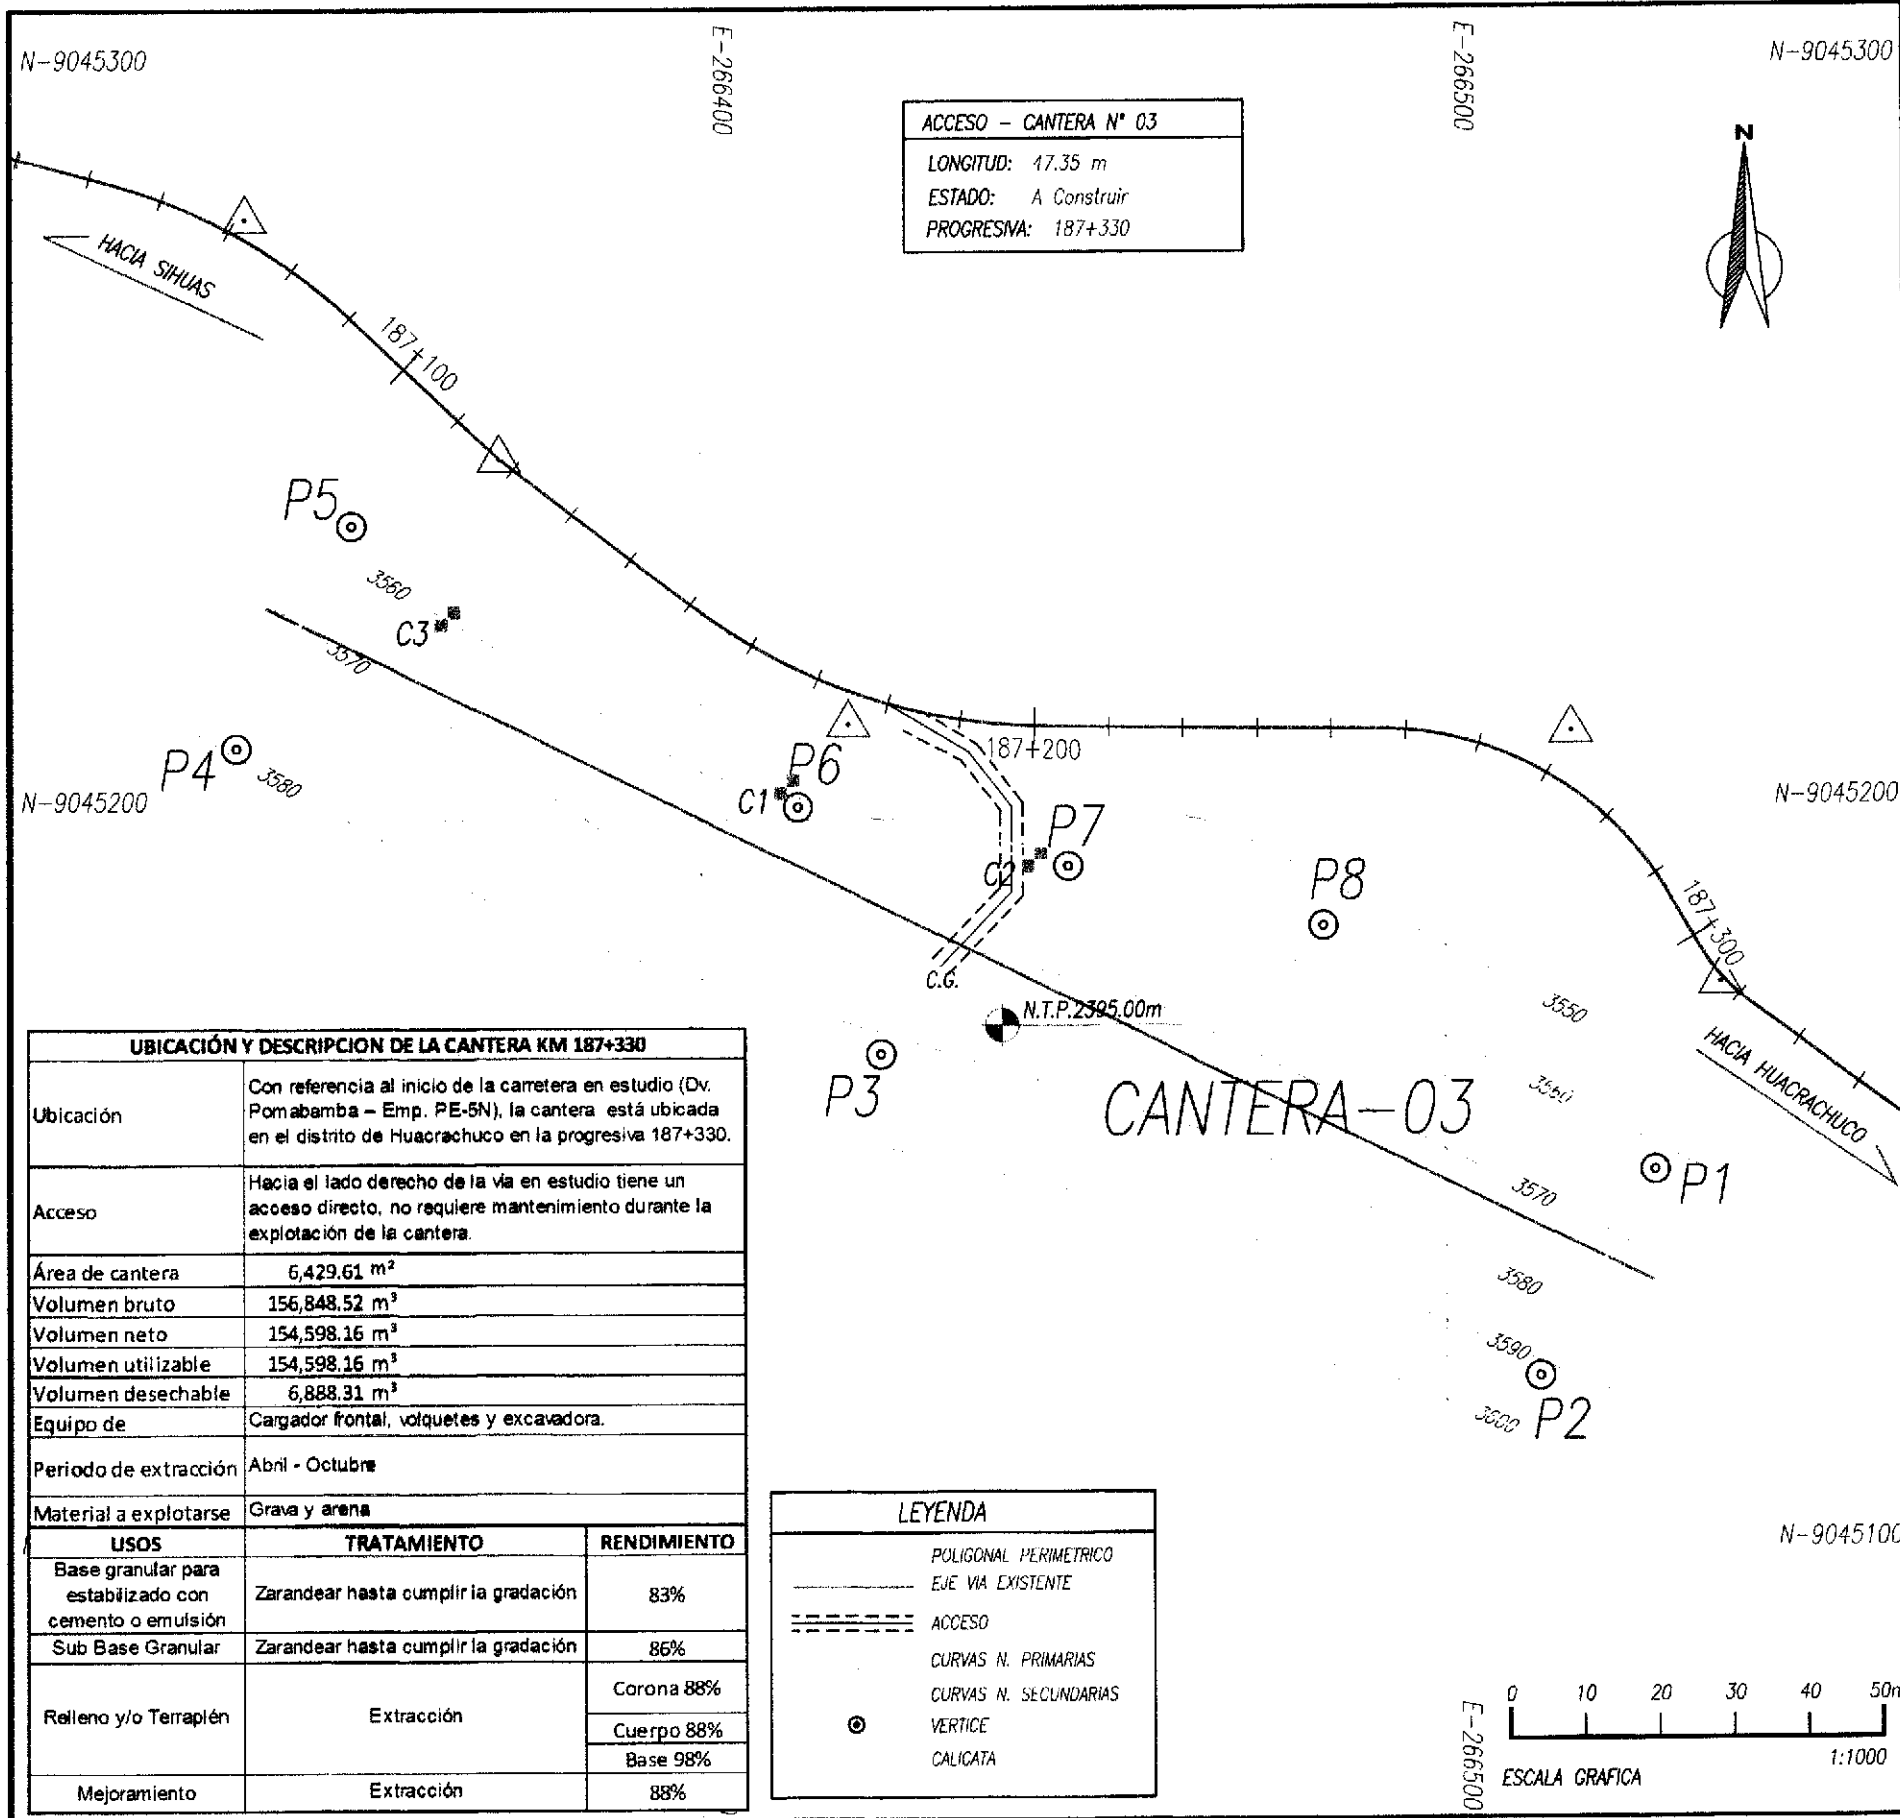 N-9045300
E-266400
E-266500
N-9045300
ACCESO - CANTERA N° 03
LONGITUD: 47.35 m
ESTADO: A Construir
PROGRESIVA: 187+330
N
HACIA SIHUAS
187+100
P5
3560
C3
3570
P4
3580
N-9045200
P6
C1
187+200
P7
C2
P8
N-9045200
187+300
C.G.
N.T.P.2395.00m
P3
CANTERA-03
3550
3560
HACIA HUACRACHUCO
P1
3570
3580
3590
P2
3600
UBICACIÓN Y DESCRIPCION DE LA CANTERA KM 187+330
Ubicación
Con referencia al inicio de la carretera en estudio (Dv.
Pomabamba – Emp. PE-5N), la cantera está ubicada
en el distrito de Huacrachuco en la progresiva 187+330.
Acceso
Hacia el lado derecho de la via en estudio tiene un
acceso directo, no requiere mantenimiento durante la
explotación de la cantera.
Área de cantera 6,429.61 m²
Volumen bruto 156,848.52 m³
Volumen neto 154,598.16 m³
Volumen utilizable 154,598.16 m³
Volumen desechable 6,888.31 m³
Equipo de Cargador frontal, volquetes y excavadora.
Periodo de extracción Abril - Octubre
Material a explotarse Grava y arena
USOS TRATAMIENTO RENDIMIENTO
Base granular para
estabilizado con
cemento o emulsión
Zarandear hasta cumplir la gradación 83%
Sub Base Granular Zarandear hasta cumplir la gradación 86%
Relleno y/o Terraplén Extracción
Corona 88%
Cuerpo 88%
Base 98%
Mejoramiento Extracción 88%
LEYENDA
POLIGONAL PERIMETRICO
EJE VIA EXISTENTE
ACCESO
CURVAS N. PRIMARIAS
CURVAS N. SECUNDARIAS
VERTICE
CALICATA
N-9045100
E-266500
0 10 20 30 40 50m
1:1000
ESCALA GRAFICA